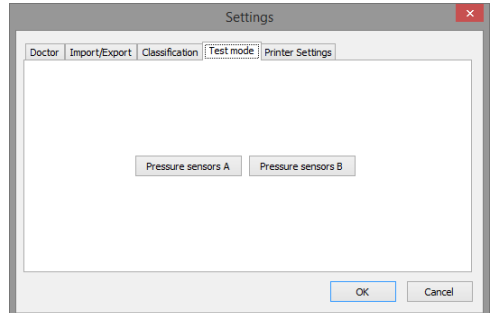 Settings
Doctor Import/Export Classification Test mode Printer Settings
Pressure sensors A Pressure sensors B
OK Cancel